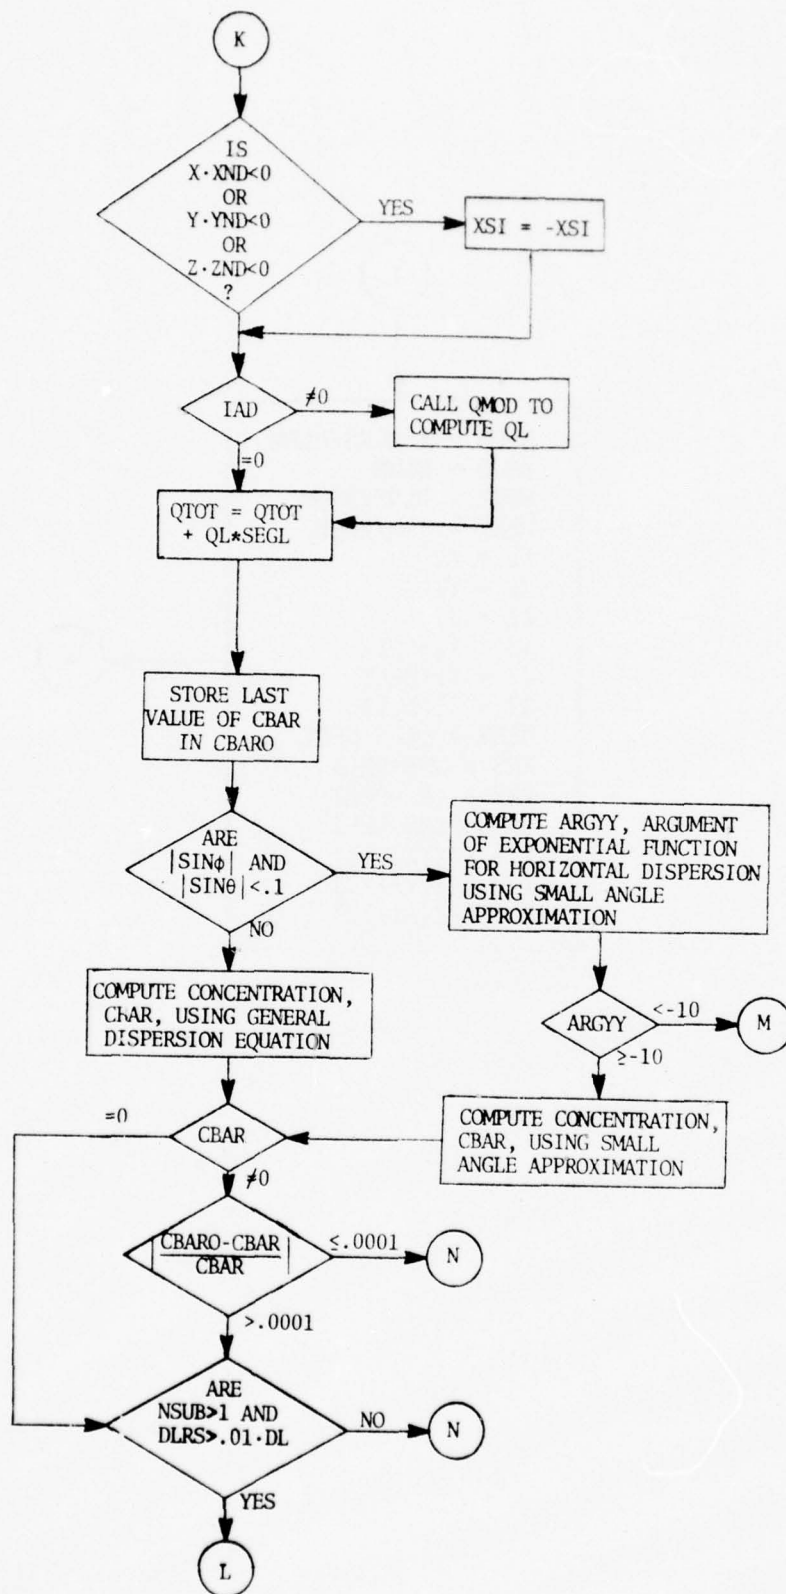 K
IS
X·XND<0
OR
Y·YND<0
OR
Z·ZND<0
?
YES
XSI = -XSI
IAD
≠0
CALL QMOD TO
COMPUTE QL
=0
QTOT = QTOT
+ QL*SEGL
STORE LAST
VALUE OF CBAR
IN CBARO
ARE
|SINϕ| AND
|SINθ|<.1
YES
COMPUTE ARGYY, ARGUMENT
OF EXPONENTIAL FUNCTION
FOR HORIZONTAL DISPERSION
USING SMALL ANGLE
APPROXIMATION
NO
COMPUTE CONCENTRATION,
CBAR, USING GENERAL
DISPERSION EQUATION
ARGYY
<-10
M
≥-10
COMPUTE CONCENTRATION,
CBAR, USING SMALL
ANGLE APPROXIMATION
=0
CBAR
≠0
|CBARO-CBAR|
CBAR
≤.0001
N
>.0001
ARE
NSUB>1 AND
DLRS>.01·DL
NO
N
YES
L